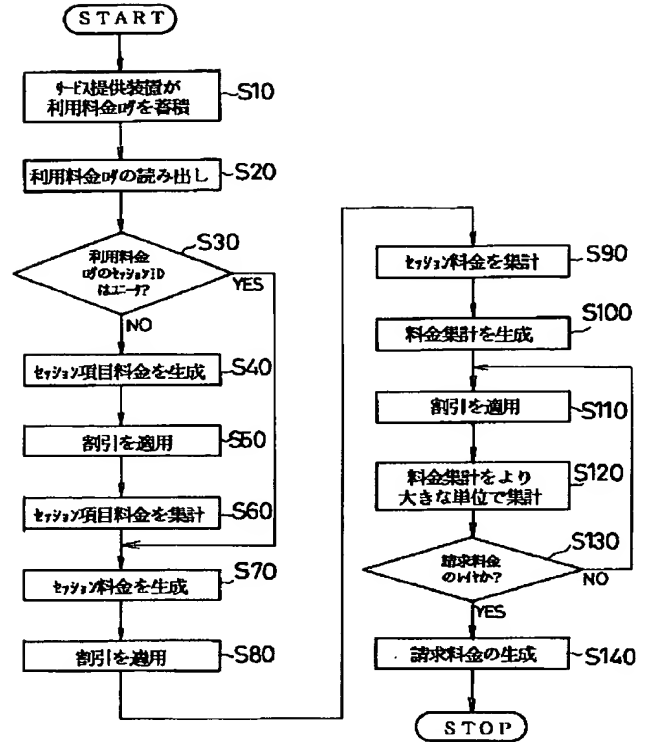 START
サービス提供装置が
利用料金ログを蓄積
S10
利用料金ログの読み出し
S20
利用料金
ログのセッションID
はユニーク?
S30
YES
NO
セッション項目料金を生成
S40
割引を適用
S50
セッション項目料金を集計
S60
セッション料金を生成
S70
割引を適用
S80
セッション料金を集計
S90
料金集計を生成
S100
割引を適用
S110
料金集計をより
大きな単位で集計
S120
請求料金
のレイヤか?
S130
NO
YES
請求料金の生成
S140
STOP